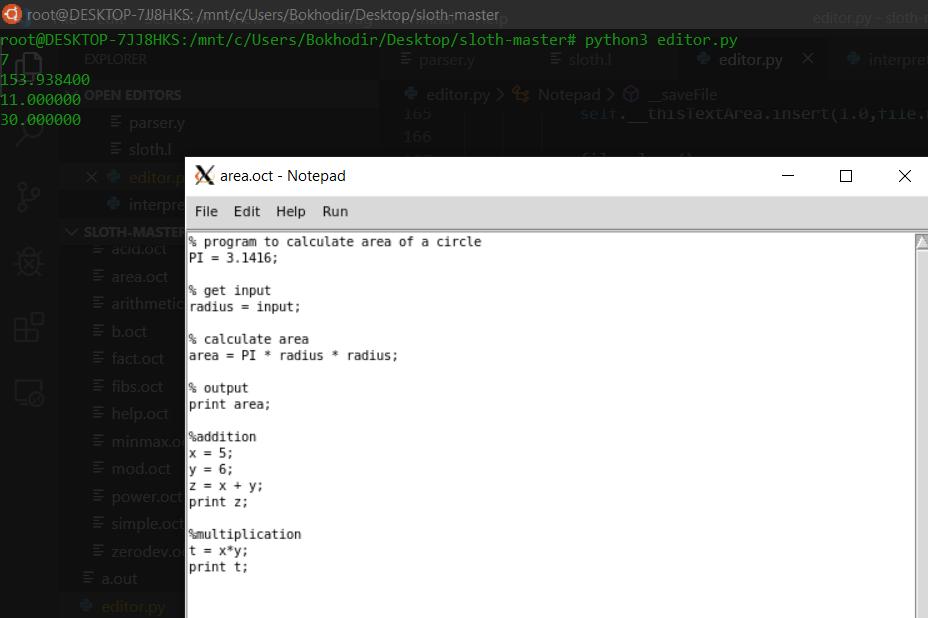 root@DESKTOP-7JJ8HKS: /mnt/c/Users/Bokhodir/Desktop/sloth-master
root@DESKTOP-7JJ8HKS:/mnt/c/Users/Bokhodir/Desktop/sloth-master# python3 editor.py
7
153.938400
11.000000
30.000000
editor.py - sloth-
EXPLORER
OPEN EDITORS
parser.y
sloth.l
editor.p
interpre
SLOTH-MASTER
acid.oct
area.oct
arithmetic
b.oct
fact.oct
fibs.oct
help.oct
minmax.o
mod.oct
power.oct
simple.oct
zerodev.o
a.out
editor.py
parser.y
sloth.l
editor.py
interpre
editor.py > Notepad > __saveFile
165
self.__thisTextArea.insert(1.0,file.
166
area.oct - Notepad
File Edit Help Run
% program to calculate area of a circle
PI = 3.1416;
% get input
radius = input;
% calculate area
area = PI * radius * radius;
% output
print area;
%addition
x = 5;
y = 6;
z = x + y;
print z;
%multiplication
t = x*y;
print t;